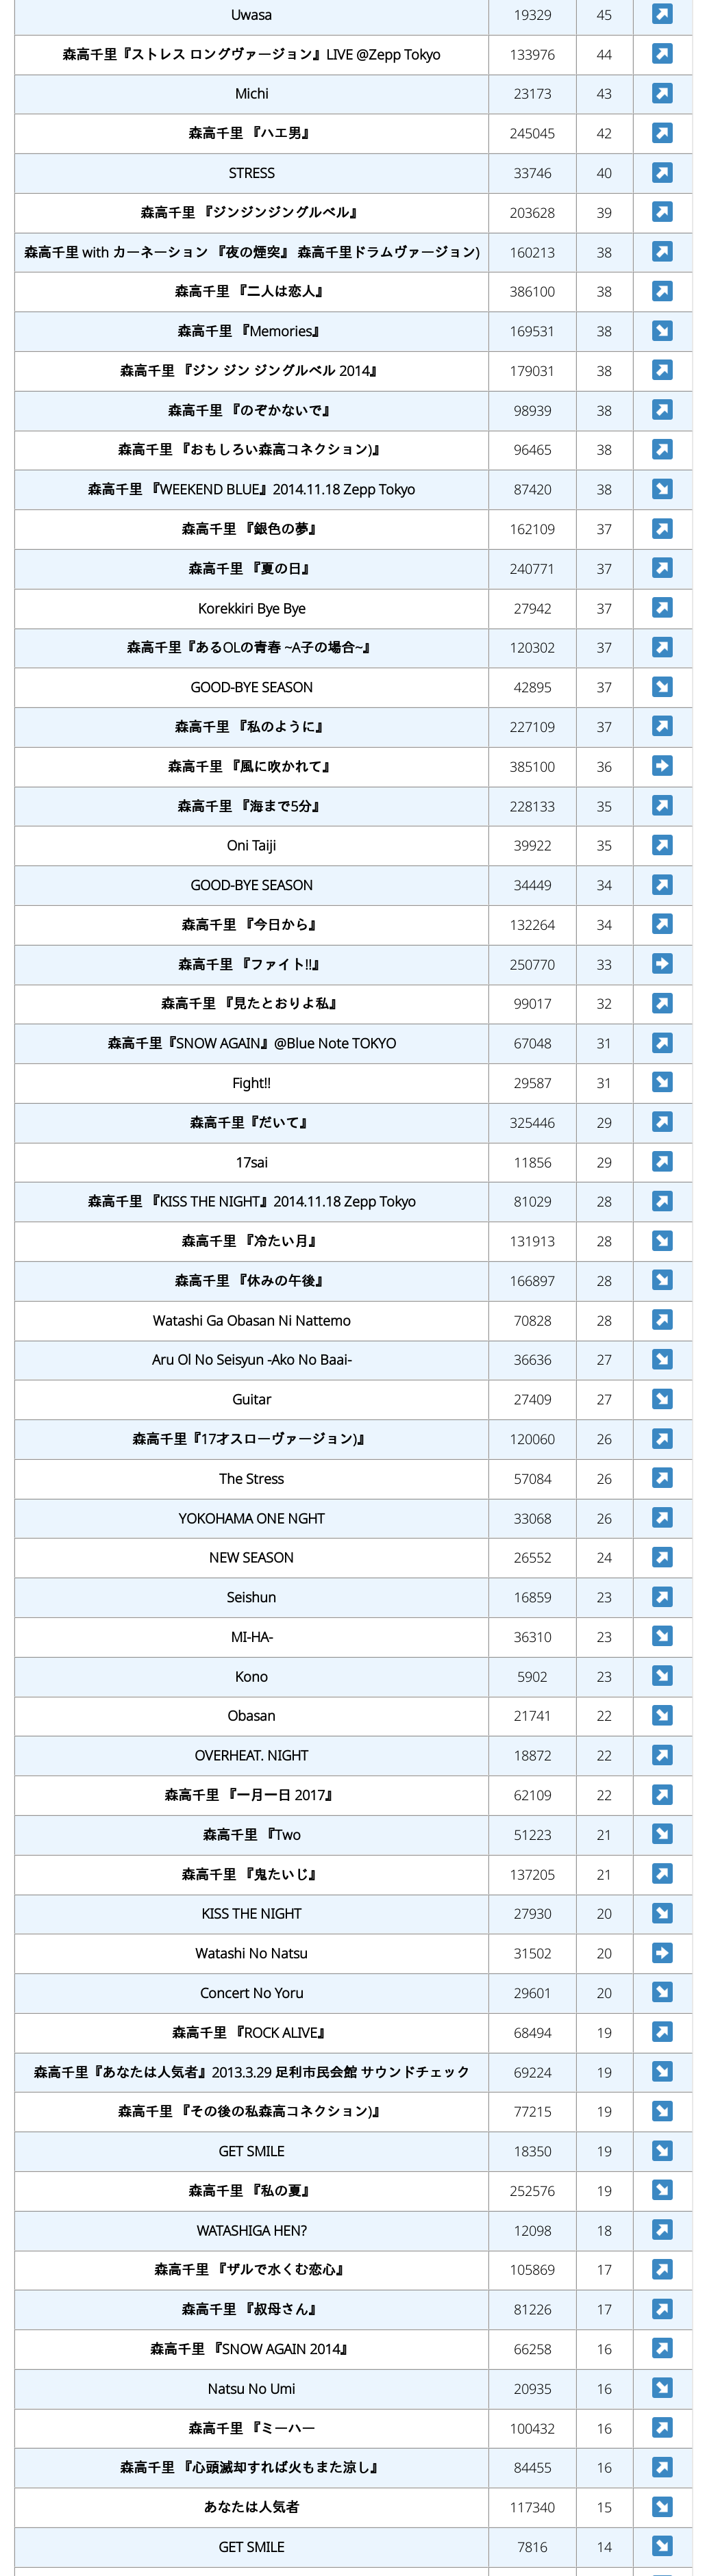 Uwasa 19329 45
森高千里『ストレス ロングヴァージョン』LIVE @Zepp Tokyo 133976 44
Michi 23173 43
森高千里 『ハエ男』 245045 42
STRESS 33746 40
森高千里 『ジンジンジングルベル』 203628 39
森高千里 with カーネーション 『夜の煙突』 森高千里ドラムヴァージョン) 160213 38
森高千里 『二人は恋人』 386100 38
森高千里 『Memories』 169531 38
森高千里 『ジン ジン ジングルベル 2014』 179031 38
森高千里 『のぞかないで』 98939 38
森高千里 『おもしろい森高コネクション)』 96465 38
森高千里 『WEEKEND BLUE』2014.11.18 Zepp Tokyo 87420 38
森高千里 『銀色の夢』 162109 37
森高千里 『夏の日』 240771 37
Korekkiri Bye Bye 27942 37
森高千里『あるOLの青春 ~A子の場合~』 120302 37
GOOD-BYE SEASON 42895 37
森高千里 『私のように』 227109 37
森高千里 『風に吹かれて』 385100 36
森高千里 『海まで5分』 228133 35
Oni Taiji 39922 35
GOOD-BYE SEASON 34449 34
森高千里 『今日から』 132264 34
森高千里 『ファイト!!』 250770 33
森高千里 『見たとおりよ私』 99017 32
森高千里『SNOW AGAIN』@Blue Note TOKYO 67048 31
Fight!! 29587 31
森高千里『だいて』 325446 29
17sai 11856 29
森高千里 『KISS THE NIGHT』2014.11.18 Zepp Tokyo 81029 28
森高千里 『冷たい月』 131913 28
森高千里 『休みの午後』 166897 28
Watashi Ga Obasan Ni Nattemo 70828 28
Aru Ol No Seisyun -Ako No Baai- 36636 27
Guitar 27409 27
森高千里『17才スローヴァージョン)』 120060 26
The Stress 57084 26
YOKOHAMA ONE NGHT 33068 26
NEW SEASON 26552 24
Seishun 16859 23
MI-HA- 36310 23
Kono 5902 23
Obasan 21741 22
OVERHEAT. NIGHT 18872 22
森高千里 『一月一日 2017』 62109 22
森高千里 『Two 51223 21
森高千里 『鬼たいじ』 137205 21
KISS THE NIGHT 27930 20
Watashi No Natsu 31502 20
Concert No Yoru 29601 20
森高千里 『ROCK ALIVE』 68494 19
森高千里『あなたは人気者』2013.3.29 足利市民会館 サウンドチェック 69224 19
森高千里 『その後の私森高コネクション)』 77215 19
GET SMILE 18350 19
森高千里 『私の夏』 252576 19
WATASHIGA HEN? 12098 18
森高千里 『ザルで水くむ恋心』 105869 17
森高千里 『叔母さん』 81226 17
森高千里 『SNOW AGAIN 2014』 66258 16
Natsu No Umi 20935 16
森高千里 『ミーハー 100432 16
森高千里 『心頭滅却すれば火もまた涼し』 84455 16
あなたは人気者 117340 15
GET SMILE 7816 14